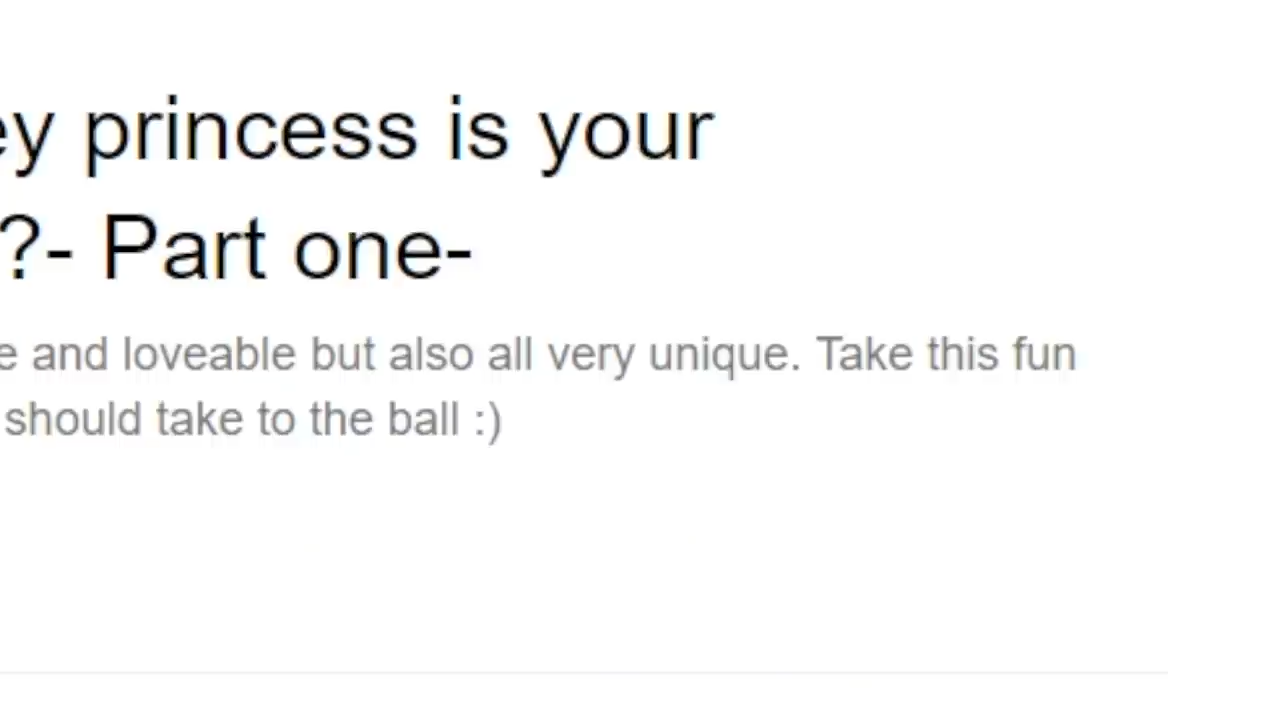 ey princess is your
?- Part one-
e and loveable but also all very unique. Take this fun
should take to the ball :)